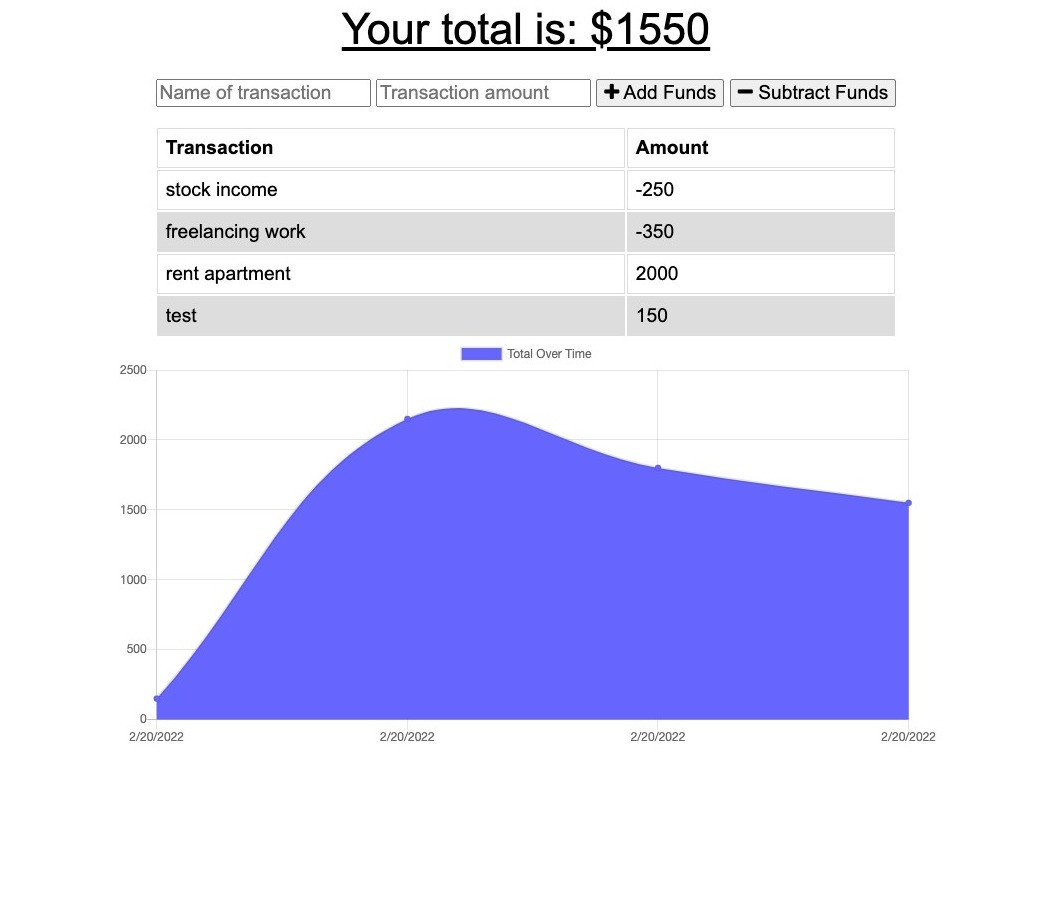 Your total is: $1550
Name of transaction Transaction amount + Add Funds − Subtract Funds
Transaction Amount
stock income -250
freelancing work -350
rent apartment 2000
test 150
Total Over Time
2500
2000
1500
1000
500
0
2/20/2022 2/20/2022 2/20/2022 2/20/2022